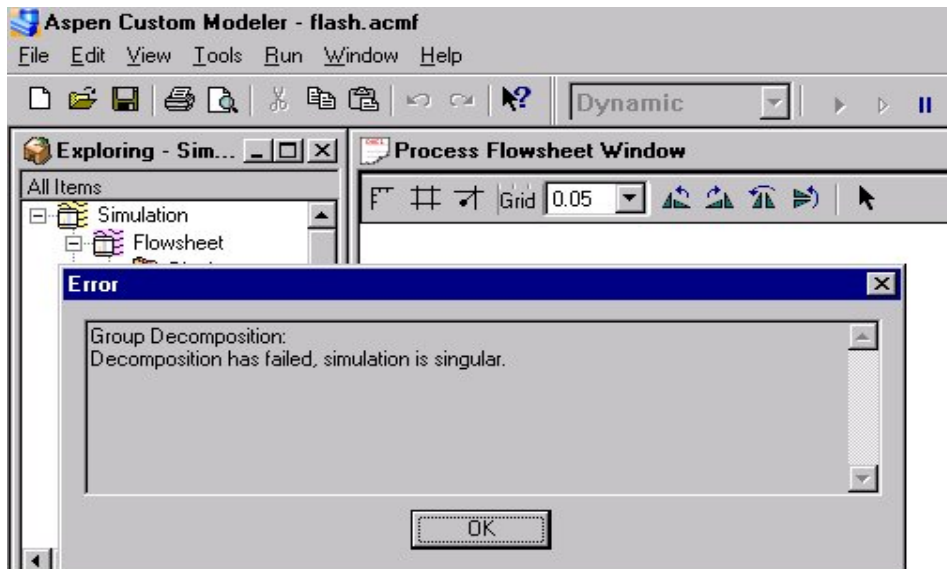 Aspen Custom Modeler - flash.acmf
File Edit View Tools Run Window Help
Dynamic
Exploring - Sim...
Process Flowsheet Window
All Items
Grid 0.05
Simulation
Flowsheet
Error
Group Decomposition:
Decomposition has failed, simulation is singular.
OK